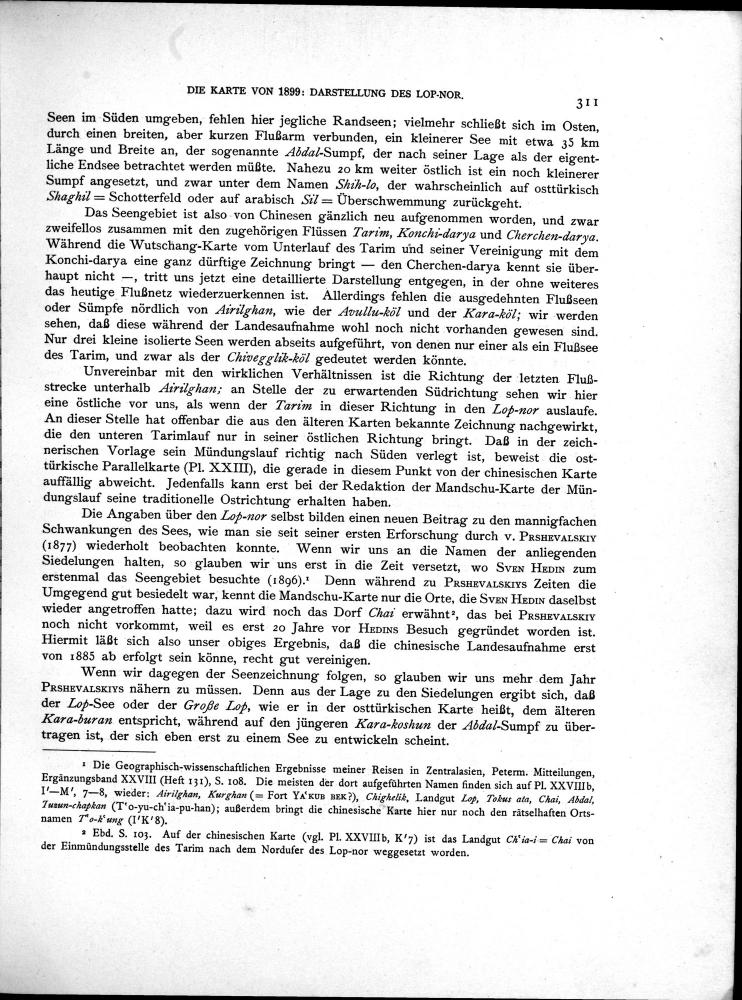 DIE KARTE VON 1899: DARSTELLUNG DES LOP-NOR.
311
Seen im Süden umgeben, fehlen hier jegliche Randseen; vielmehr schließt sich im Osten,
durch einen breiten, aber kurzen Flußarm verbunden, ein kleinerer See mit etwa 35 km
Länge und Breite an, der sogenannte Abdal-Sumpf, der nach seiner Lage als der eigent-
liche Endsee betrachtet werden müßte. Nahezu 20 km weiter östlich ist ein noch kleinerer
Sumpf angesetzt, und zwar unter dem Namen Shih-lo, der wahrscheinlich auf osttürkisch
Shaghil = Schotterfeld oder auf arabisch Sil = Überschwemmung zurückgeht.
Das Seengebiet ist also von Chinesen gänzlich neu aufgenommen worden, und zwar
zweifellos zusammen mit den zugehörigen Flüssen Tarim, Konchi-darya und Cherchen-darya.
Während die Wutschang-Karte vom Unterlauf des Tarim und seiner Vereinigung mit dem
Konchi-darya eine ganz dürftige Zeichnung bringt — den Cherchen-darya kennt sie über-
haupt nicht —, tritt uns jetzt eine detaillierte Darstellung entgegen, in der ohne weiteres
das heutige Flußnetz wiederzuerkennen ist. Allerdings fehlen die ausgedehnten Flußseen
oder Sümpfe nördlich von Airilghan, wie der Avullu-köl und der Kara-köl; wir werden
sehen, daß diese während der Landesaufnahme wohl noch nicht vorhanden gewesen sind.
Nur drei kleine isolierte Seen werden abseits aufgeführt, von denen nur einer als ein Flußsee
des Tarim, und zwar als der Chivegglik-köl gedeutet werden könnte.
Unvereinbar mit den wirklichen Verhältnissen ist die Richtung der letzten Fluß-
strecke unterhalb Airilghan; an Stelle der zu erwartenden Südrichtung sehen wir hier
eine östliche vor uns, als wenn der Tarim in dieser Richtung in den Lop-nor auslaufe.
An dieser Stelle hat offenbar die aus den älteren Karten bekannte Zeichnung nachgewirkt,
die den unteren Tarimlauf nur in seiner östlichen Richtung bringt. Daß in der zeich-
nerischen Vorlage sein Mündungslauf richtig nach Süden verlegt ist, beweist die ost-
türkische Parallelkarte (Pl. XXIII), die gerade in diesem Punkt von der chinesischen Karte
auffällig abweicht. Jedenfalls kann erst bei der Redaktion der Mandschu-Karte der Mün-
dungslauf seine traditionelle Ostrichtung erhalten haben.
Die Angaben über den Lop-nor selbst bilden einen neuen Beitrag zu den mannigfachen
Schwankungen des Sees, wie man sie seit seiner ersten Erforschung durch v. PRSHEVALSKIY
(1877) wiederholt beobachten konnte. Wenn wir uns an die Namen der anliegenden
Siedelungen halten, so glauben wir uns erst in die Zeit versetzt, wo SVEN HEDIN zum
erstenmal das Seengebiet besuchte (1896).¹ Denn während zu PRSHEVALSKIYS Zeiten die
Umgegend gut besiedelt war, kennt die Mandschu-Karte nur die Orte, die SVEN HEDIN daselbst
wieder angetroffen hatte; dazu wird noch das Dorf Chai erwähnt², das bei PRSHEVALSKIY
noch nicht vorkommt, weil es erst 20 Jahre vor HEDINS Besuch gegründet worden ist.
Hiermit läßt sich also unser obiges Ergebnis, daß die chinesische Landesaufnahme erst
von 1885 ab erfolgt sein könne, recht gut vereinigen.
Wenn wir dagegen der Seenzeichnung folgen, so glauben wir uns mehr dem Jahr
PRSHEVALSKIYS nähern zu müssen. Denn aus der Lage zu den Siedelungen ergibt sich, daß
der Lop-See oder der Große Lop, wie er in der osttürkischen Karte heißt, dem älteren
Kara-buran entspricht, während auf den jüngeren Kara-koshun der Abdal-Sumpf zu über-
tragen ist, der sich eben erst zu einem See zu entwickeln scheint.
¹ Die Geographisch-wissenschaftlichen Ergebnisse meiner Reisen in Zentralasien, Peterm. Mitteilungen,
Ergänzungsband XXVIII (Heft 131), S. 108. Die meisten der dort aufgeführten Namen finden sich auf Pl. XXVIIIb,
I'—M', 7—8, wieder: Airilghan, Kurghan (= Fort YA'KUB BEK?), Chighelik, Landgut Lop, Tokus ata, Chai, Abdal,
Tuzun-chapkan (T'o-yu-ch'ia-pu-han); außerdem bringt die chinesische Karte hier nur noch den rätselhaften Orts-
namen T'o-k'ung (I'K'8).
² Ebd. S. 103. Auf der chinesischen Karte (vgl. Pl. XXVIIIb, K'7) ist das Landgut Ch'ia-i = Chai von
der Einmündungsstelle des Tarim nach dem Nordufer des Lop-nor weggesetzt worden.